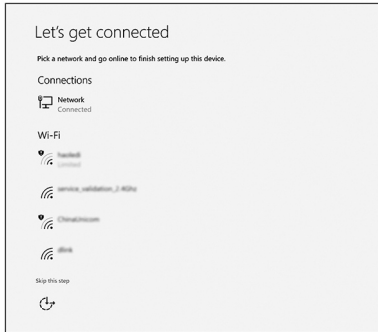 Let's get connected
Pick a network and go online to finish setting up this device.
Connections
Network
Connected
Wi-Fi
Limited
service_validation_2.4Ghz
ChinaUnicom
dlink
Skip this step